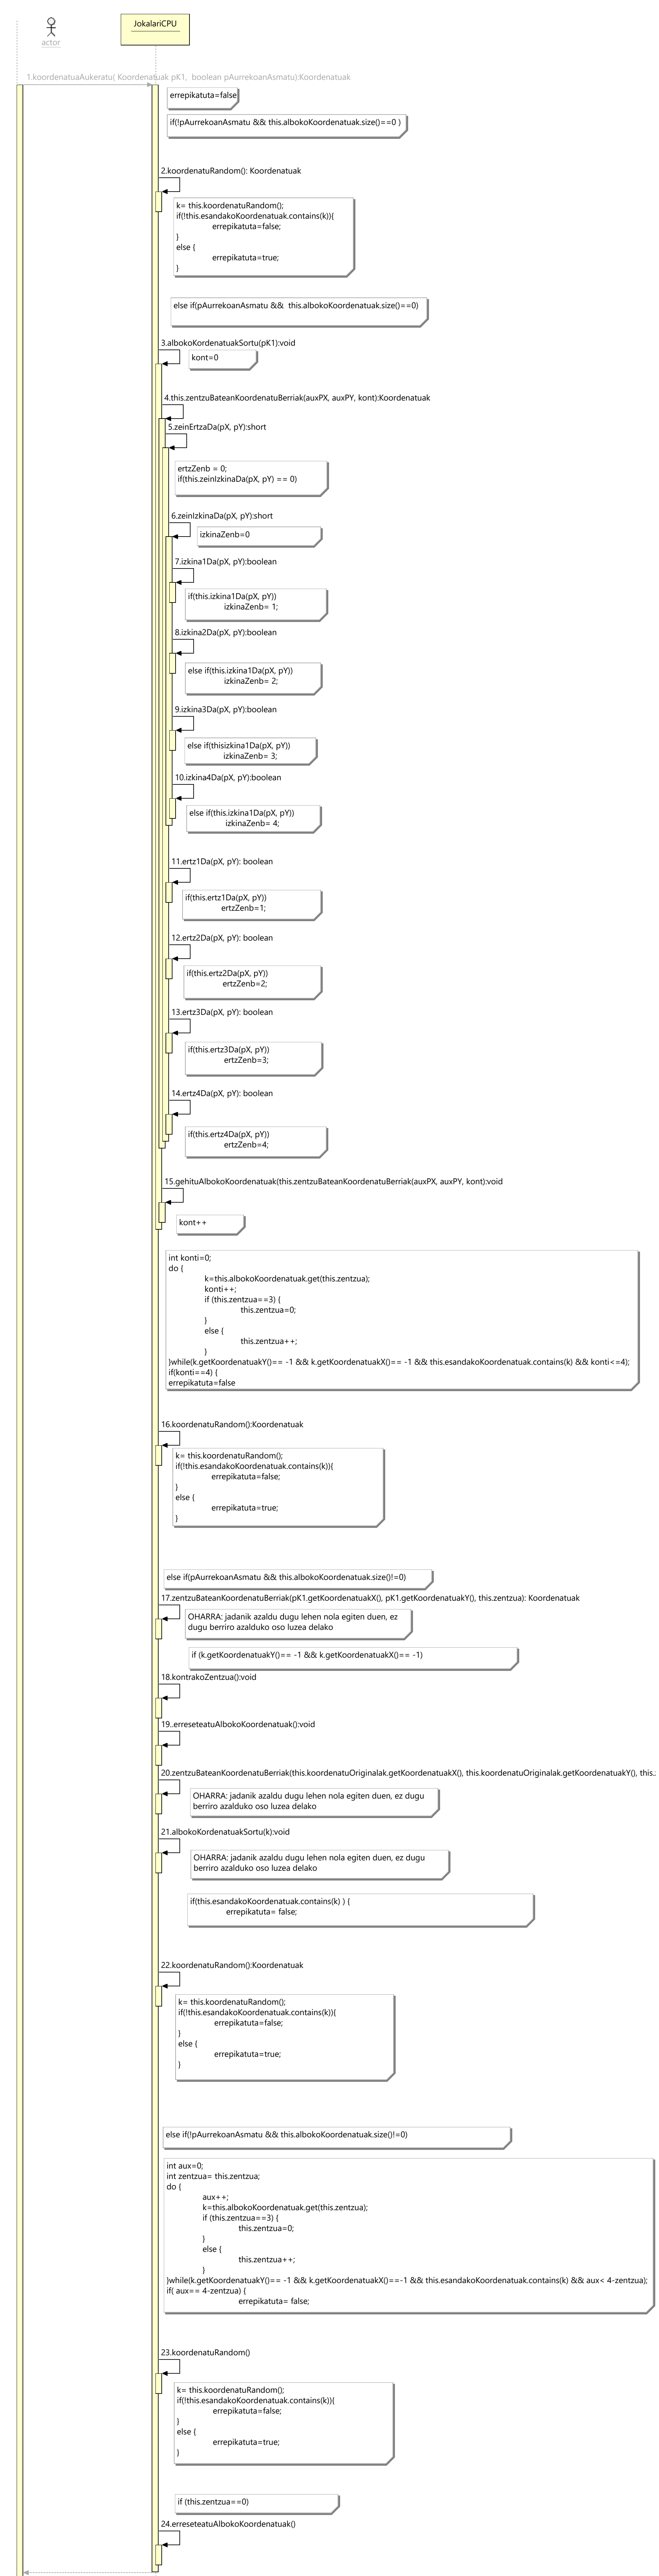 JokalariCPU
actor
1.koordenatuaAukeratu( Koordenatuak pK1,  boolean pAurrekoanAsmatu):Koordenatuak
errepikatuta=false
if(!pAurrekoanAsmatu && this.albokoKoordenatuak.size()==0 )
2.koordenatuRandom(): Koordenatuak
k= this.koordenatuRandom();
if(!this.esandakoKoordenatuak.contains(k)){
errepikatuta=false;
}
else {
errepikatuta=true;
}
else if(pAurrekoanAsmatu &&  this.albokoKoordenatuak.size()==0)
3.albokoKordenatuakSortu(pK1):void
kont=0
4.this.zentzuBateanKoordenatuBerriak(auxPX, auxPY, kont):Koordenatuak
5.zeinErtzaDa(pX, pY):short
ertzZenb = 0;
if(this.zeinIzkinaDa(pX, pY) == 0)
6.zeinIzkinaDa(pX, pY):short
izkinaZenb=0
7.izkina1Da(pX, pY):boolean
if(this.izkina1Da(pX, pY))
izkinaZenb= 1;
8.izkina2Da(pX, pY):boolean
else if(this.izkina1Da(pX, pY))
izkinaZenb= 2;
9.izkina3Da(pX, pY):boolean
else if(thisizkina1Da(pX, pY))
izkinaZenb= 3;
10.izkina4Da(pX, pY):boolean
else if(this.izkina1Da(pX, pY))
izkinaZenb= 4;
11.ertz1Da(pX, pY): boolean
if(this.ertz1Da(pX, pY))
ertzZenb=1;
12.ertz2Da(pX, pY): boolean
if(this.ertz2Da(pX, pY))
ertzZenb=2;
13.ertz3Da(pX, pY): boolean
if(this.ertz3Da(pX, pY))
ertzZenb=3;
14.ertz4Da(pX, pY): boolean
if(this.ertz4Da(pX, pY))
ertzZenb=4;
15.gehituAlbokoKoordenatuak(this.zentzuBateanKoordenatuBerriak(auxPX, auxPY, kont):void
kont++
int konti=0;
do {
k=this.albokoKoordenatuak.get(this.zentzua);
konti++;
if (this.zentzua==3) {
this.zentzua=0;
}
else {
this.zentzua++;
}
}while(k.getKoordenatuakY()== -1 && k.getKoordenatuakX()== -1 && this.esandakoKoordenatuak.contains(k) && konti<=4);
if(konti==4) {
errepikatuta=false
16.koordenatuRandom():Koordenatuak
k= this.koordenatuRandom();
if(!this.esandakoKoordenatuak.contains(k)){
errepikatuta=false;
}
else {
errepikatuta=true;
}
else if(pAurrekoanAsmatu && this.albokoKoordenatuak.size()!=0)
17.zentzuBateanKoordenatuBerriak(pK1.getKoordenatuakX(), pK1.getKoordenatuakY(), this.zentzua): Koordenatuak
OHARRA: jadanik azaldu dugu lehen nola egiten duen, ez
dugu berriro azalduko oso luzea delako
if (k.getKoordenatuakY()== -1 && k.getKoordenatuakX()== -1)
18.kontrakoZentzua():void
19..erreseteatuAlbokoKoordenatuak():void
20.zentzuBateanKoordenatuBerriak(this.koordenatuOriginalak.getKoordenatuakX(), this.koordenatuOriginalak.getKoordenatuakY(), this.
OHARRA: jadanik azaldu dugu lehen nola egiten duen, ez dugu
berriro azalduko oso luzea delako
21.albokoKordenatuakSortu(k):void
OHARRA: jadanik azaldu dugu lehen nola egiten duen, ez dugu
berriro azalduko oso luzea delako
if(this.esandakoKoordenatuak.contains(k) ) {
errepikatuta= false;
22.koordenatuRandom():Koordenatuak
k= this.koordenatuRandom();
if(!this.esandakoKoordenatuak.contains(k)){
errepikatuta=false;
}
else {
errepikatuta=true;
}
else if(!pAurrekoanAsmatu && this.albokoKoordenatuak.size()!=0)
int aux=0;
int zentzua= this.zentzua;
do {
aux++;
k=this.albokoKoordenatuak.get(this.zentzua);
if (this.zentzua==3) {
this.zentzua=0;
}
else {
this.zentzua++;
}
}while(k.getKoordenatuakY()== -1 && k.getKoordenatuakX()==-1 && this.esandakoKoordenatuak.contains(k) && aux< 4-zentzua);
if( aux== 4-zentzua) {
errepikatuta= false;
23.koordenatuRandom()
k= this.koordenatuRandom();
if(!this.esandakoKoordenatuak.contains(k)){
errepikatuta=false;
}
else {
errepikatuta=true;
}
if (this.zentzua==0)
24.erreseteatuAlbokoKoordenatuak()